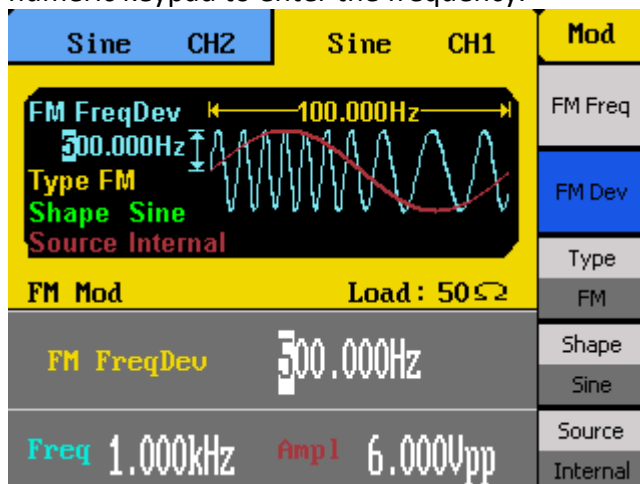 numeric keypad to enter the frequency.
Sine CH2 Sine CH1 Mod
FM FreqDev 100.000Hz
500.000Hz
Type FM
Shape Sine
Source Internal
FM Mod Load: 50Ω
FM FreqDev 500.000Hz
Freq 1.000kHz Ampl 6.000Vpp
FM Freq
FM Dev
Type
FM
Shape
Sine
Source
Internal